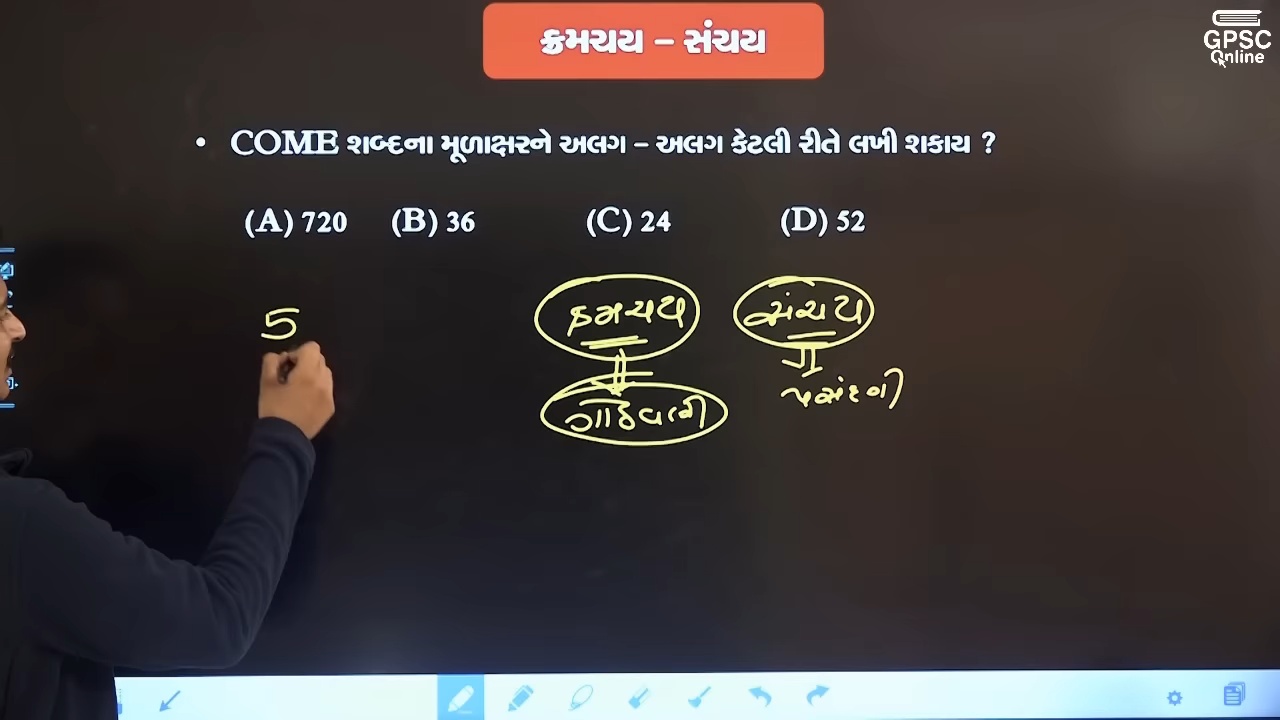 ક્રમચય – સંચય
GPSC
Online
• COME શબ્દના મૂળાક્ષરને અલગ – અલગ કેટલી રીતે લખી શકાય ?
(A) 720 (B) 36 (C) 24 (D) 52
5
ક્રમચય સંચય
ગોઠવણી
પસંદગી